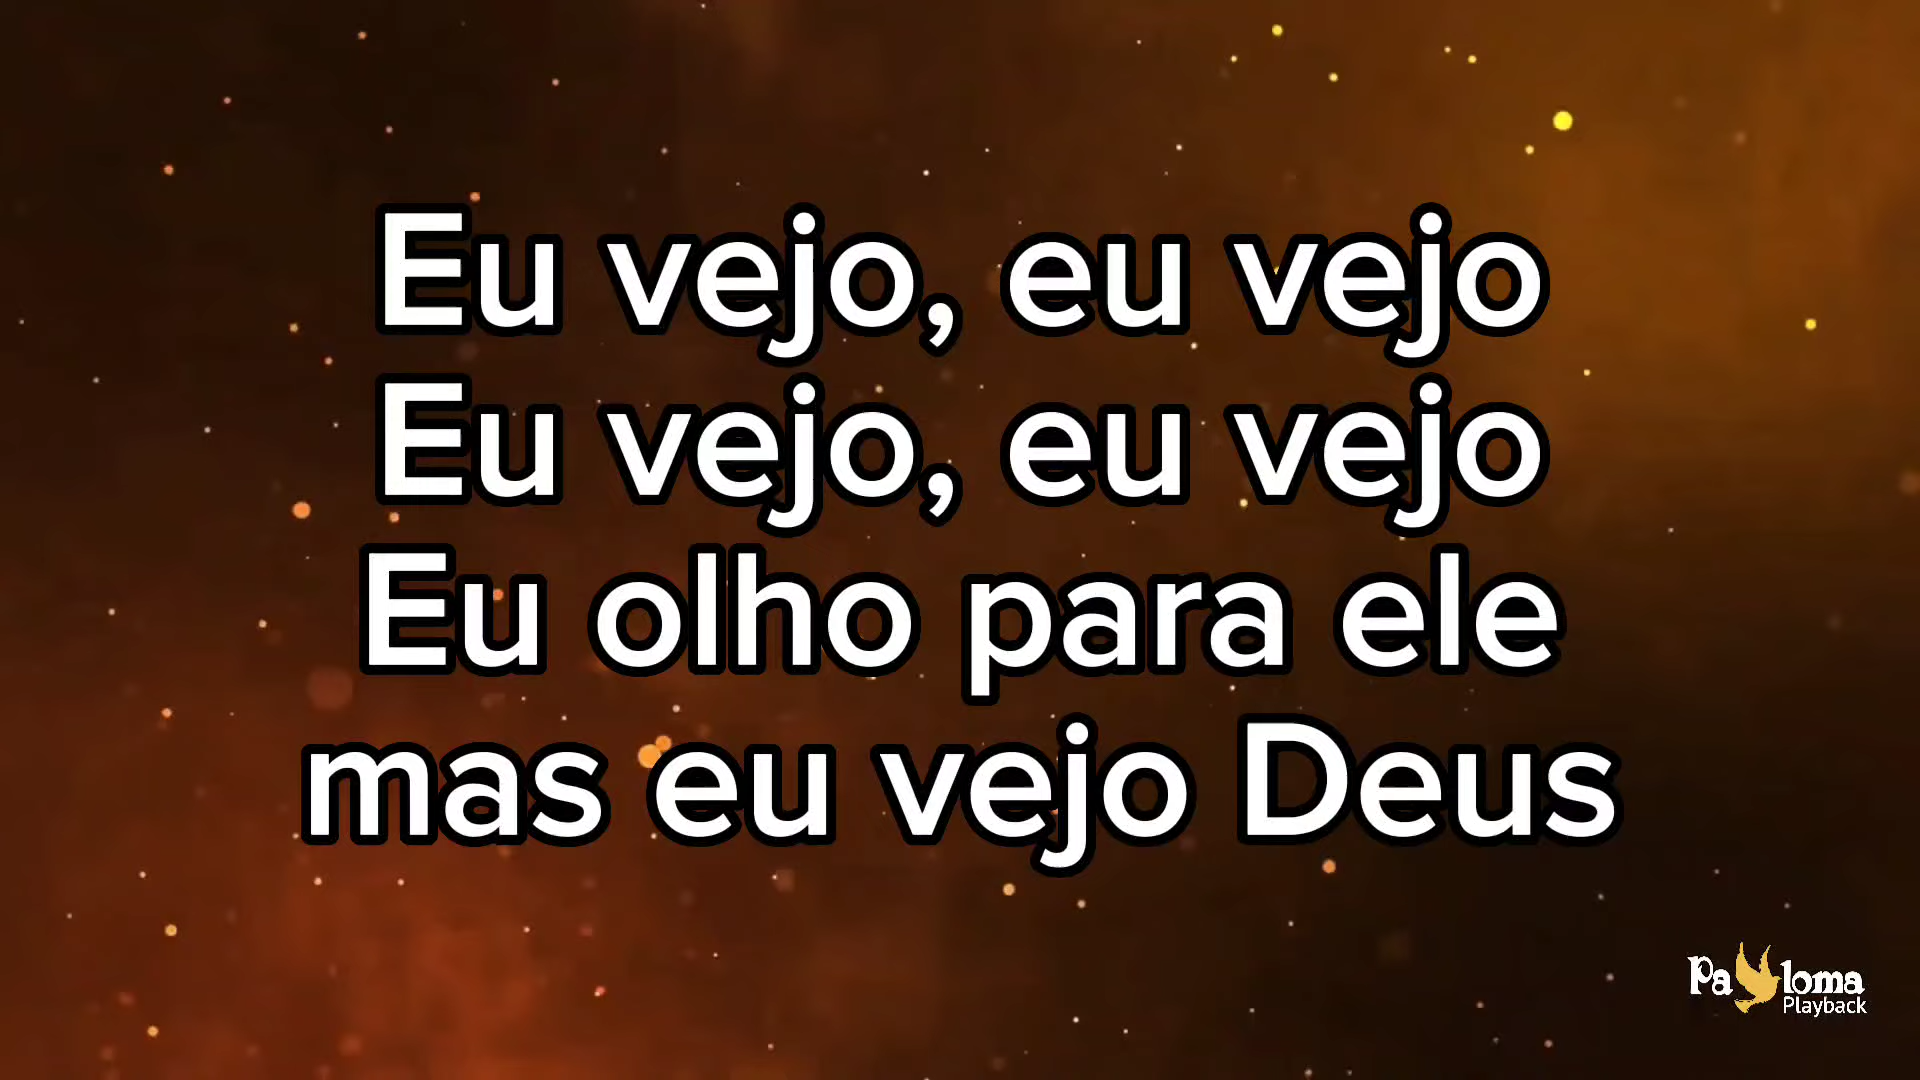 Eu vejo, eu vejo
Eu vejo, eu vejo
Eu olho para ele
mas eu vejo Deus
Paloma
Playback